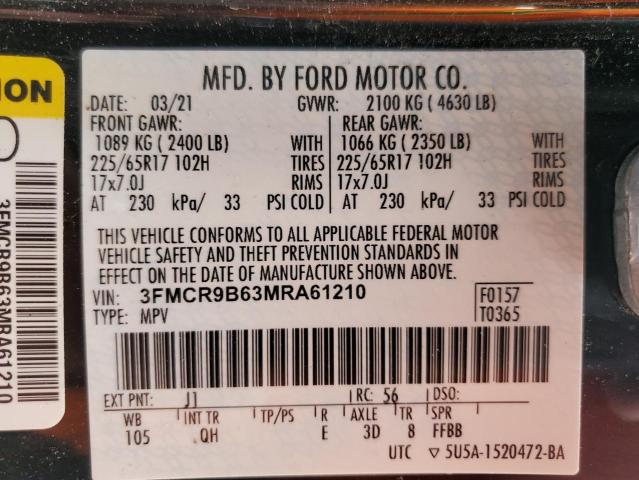 MFD. BY FORD MOTOR CO.
DATE: 03/21 GVWR: 2100 KG ( 4630 LB)
FRONT GAWR: REAR GAWR:
1089 KG ( 2400 LB) WITH 1066 KG ( 2350 LB) WITH
225/65R17 102H TIRES 225/65R17 102H TIRES
17x7.0J RIMS 17x7.0J RIMS
AT 230 kPa/ 33 PSI COLD AT 230 kPa/ 33 PSI COLD
THIS VEHICLE CONFORMS TO ALL APPLICABLE FEDERAL MOTOR
VEHICLE SAFETY AND THEFT PREVENTION STANDARDS IN
EFFECT ON THE DATE OF MANUFACTURE SHOWN ABOVE.
VIN: 3FMCR9B63MRA61210 F0157
TYPE: MPV T0365
EXT PNT: J1 RC: 56 DSO:
WB INT TR TP/PS R AXLE TR SPR
105 QH E 3D 8 FFBB
UTC ▽ 5U5A-1520472-BA
3FMCR9B63MRA61210